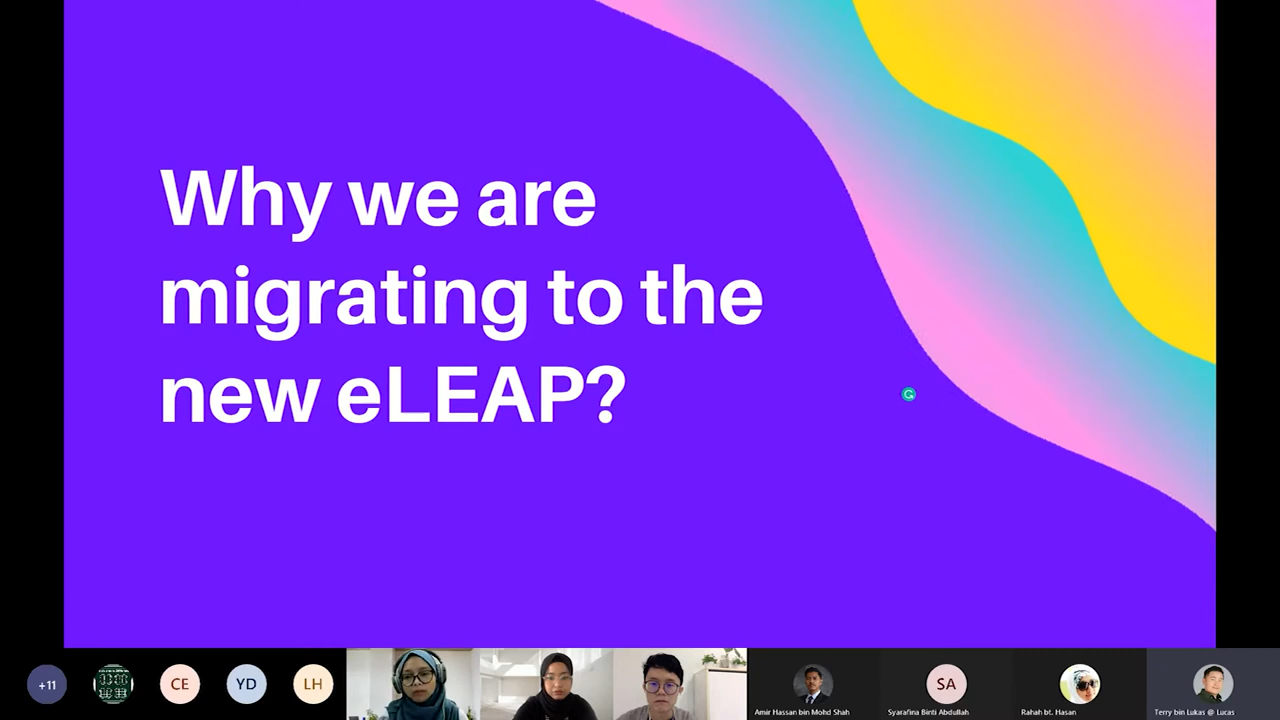 Why we are
migrating to the
new eLEAP?
+11
CE
YD
LH
Amir Hassan bin Mohd Shah
SA
Syarafina Binti Abdullah
Rahah bt. Hasan
Terry bin Lukas @ Lucas